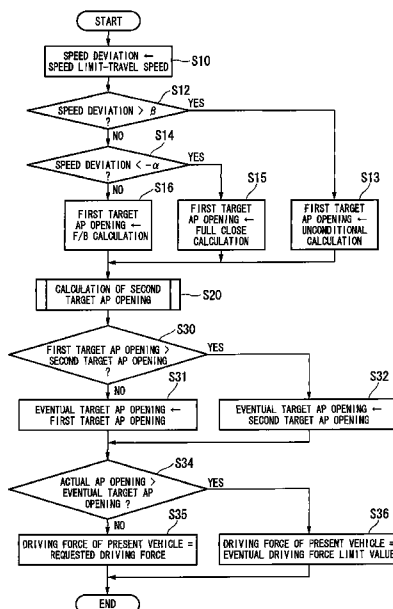 START
SPEED DEVIATION ←
SPEED LIMIT-TRAVEL SPEED
S10
S12
SPEED DEVIATION > β
?
YES
NO
S14
SPEED DEVIATION < -α
?
YES
NO
S16
S15
S13
FIRST TARGET
AP OPENING ←
F/B CALCULATION
FIRST TARGET
AP OPENING ←
FULL CLOSE
CALCULATION
FIRST TARGET
AP OPENING ←
UNCONDITIONAL
CALCULATION
CALCULATION OF SECOND
TARGET AP OPENING
S20
S30
FIRST TARGET AP OPENING >
SECOND TARGET AP OPENING
?
YES
NO
S31
S32
EVENTUAL TARGET AP OPENING ←
FIRST TARGET AP OPENING
EVENTUAL TARGET AP OPENING ←
SECOND TARGET AP OPENING
S34
ACTUAL AP OPENING >
EVENTUAL TARGET AP
OPENING ?
YES
NO
S35
S36
DRIVING FORCE OF PRESENT VEHICLE =
REQUESTED DRIVING FORCE
DRIVING FORCE OF PRESENT VEHICLE =
EVENTUAL DRIVING FORCE LIMIT VALUE
END